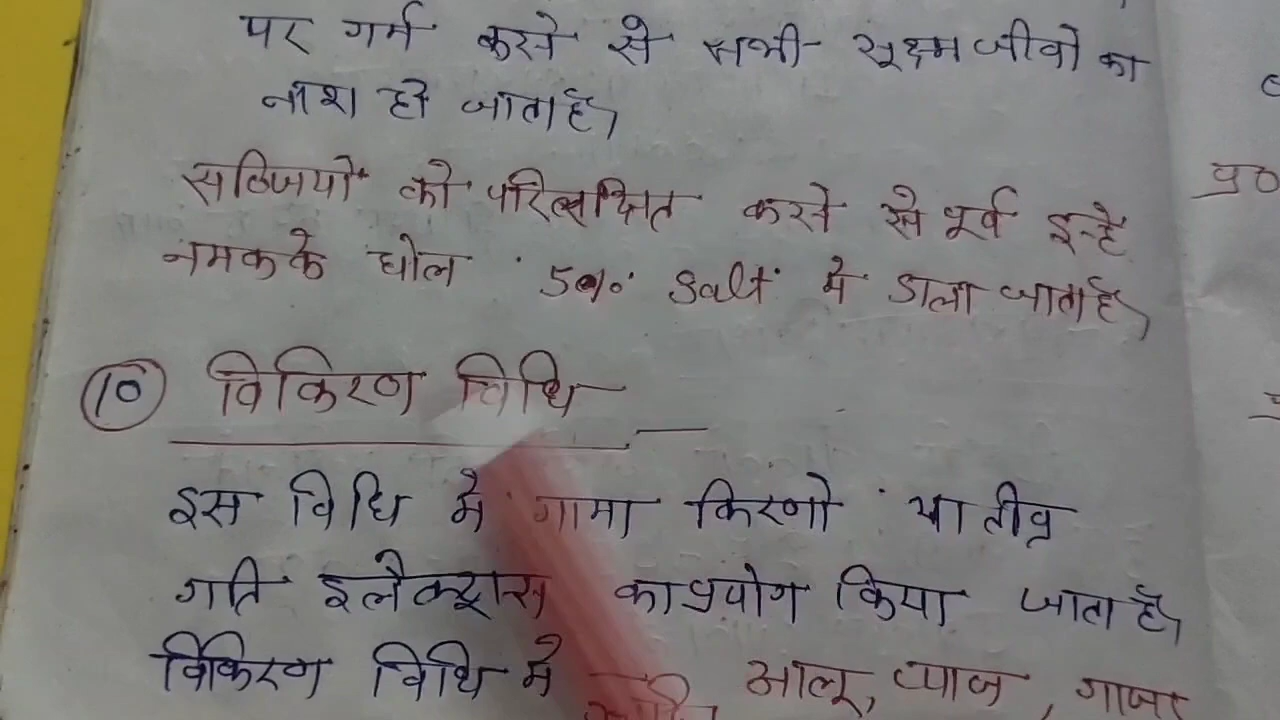 पर गर्म करने से सभी सूक्ष्म जीवो का
नाश हो जाता है।
सब्जियो को परिरक्षित करने से पूर्व इन्हे
नमक के घोल 5% Salt में डाला जाता है।
प्र०
10 विकिरण विधि —
इस विधि मे गामा किरणो या तीव्र
गति इलैक्ट्रान्स का प्रयोग किया जाता है।
विकिरण विधि मे आलू, प्याज, गाजर